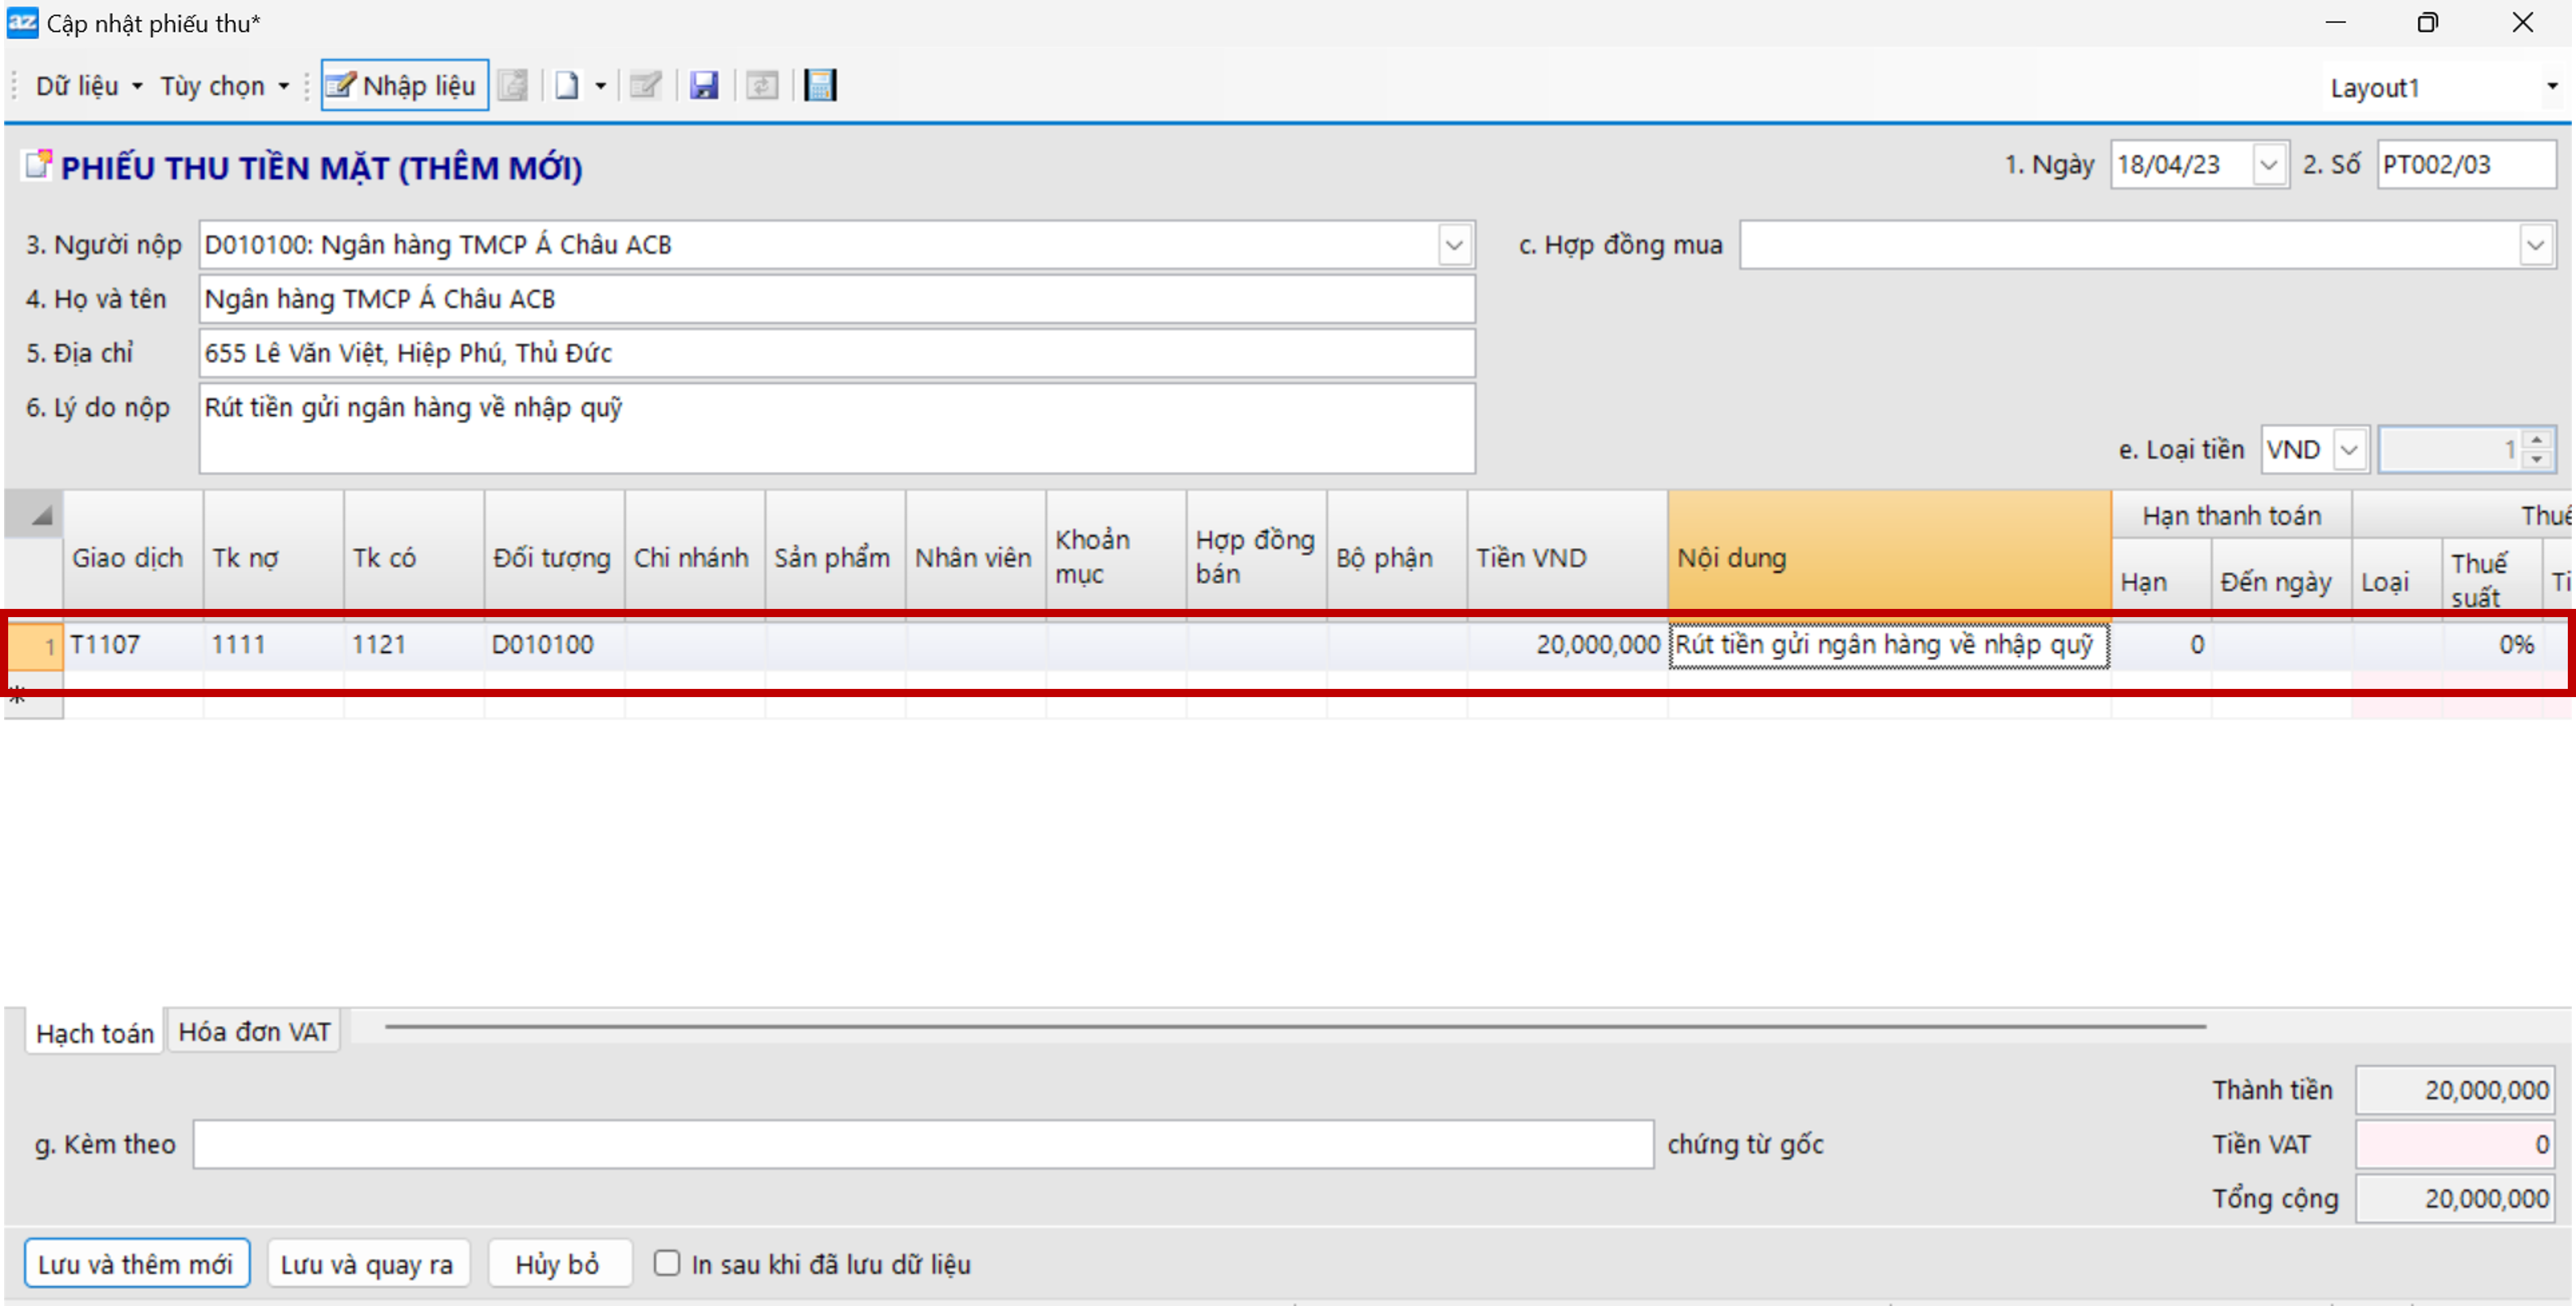 az Cập nhật phiếu thu*
Dữ liệu Tùy chọn Nhập liệu Layout1
PHIẾU THU TIỀN MẶT (THÊM MỚI) 1. Ngày 18/04/23 2. Số PT002/03
3. Người nộp D010100: Ngân hàng TMCP Á Châu ACB c. Hợp đồng mua
4. Họ và tên Ngân hàng TMCP Á Châu ACB
5. Địa chỉ 655 Lê Văn Việt, Hiệp Phú, Thủ Đức
6. Lý do nộp Rút tiền gửi ngân hàng về nhập quỹ
e. Loại tiền VND 1
Hạn thanh toán Thuế
Giao dịch Tk nợ Tk có Đối tượng Chi nhánh Sản phẩm Nhân viên Khoản mục Hợp đồng bán Bộ phận Tiền VND Nội dung Hạn Đến ngày Loại Thuế suất Ti
1 T1107 1111 1121 D010100 20,000,000 Rút tiền gửi ngân hàng về nhập quỹ 0 0%
*
Hạch toán Hóa đơn VAT
Thành tiền 20,000,000
g. Kèm theo chứng từ gốc Tiền VAT 0
Tổng cộng 20,000,000
Lưu và thêm mới Lưu và quay ra Hủy bỏ In sau khi đã lưu dữ liệu